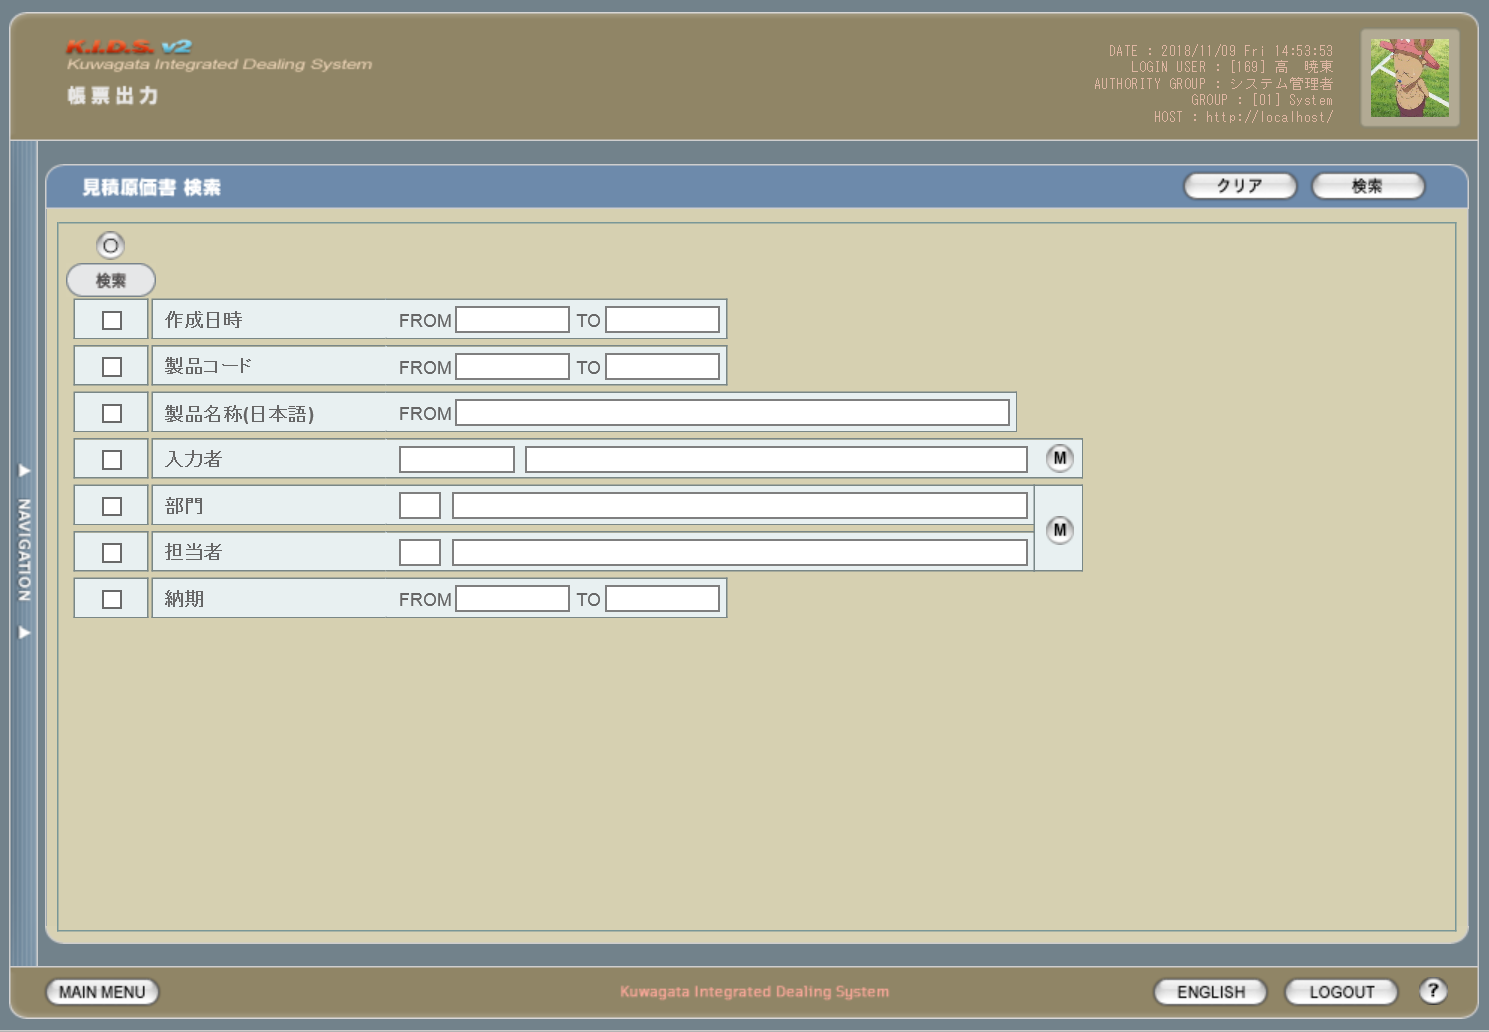 K.I.D.S. v2
Kuwagata Integrated Dealing System
帳票出力
DATE : 2018/11/09 Fri 14:53:53
LOGIN USER : [169] 高　暁東
AUTHORITY GROUP : システム管理者
GROUP : [01] System
HOST : http://localhost/
見積原価書 検索
クリア
検索
検索
作成日時 FROM TO
製品コード FROM TO
製品名称(日本語) FROM
入力者 M
部門
M
担当者
納期 FROM TO
NAVIGATION
MAIN MENU
Kuwagata Integrated Dealing System
ENGLISH
LOGOUT
?